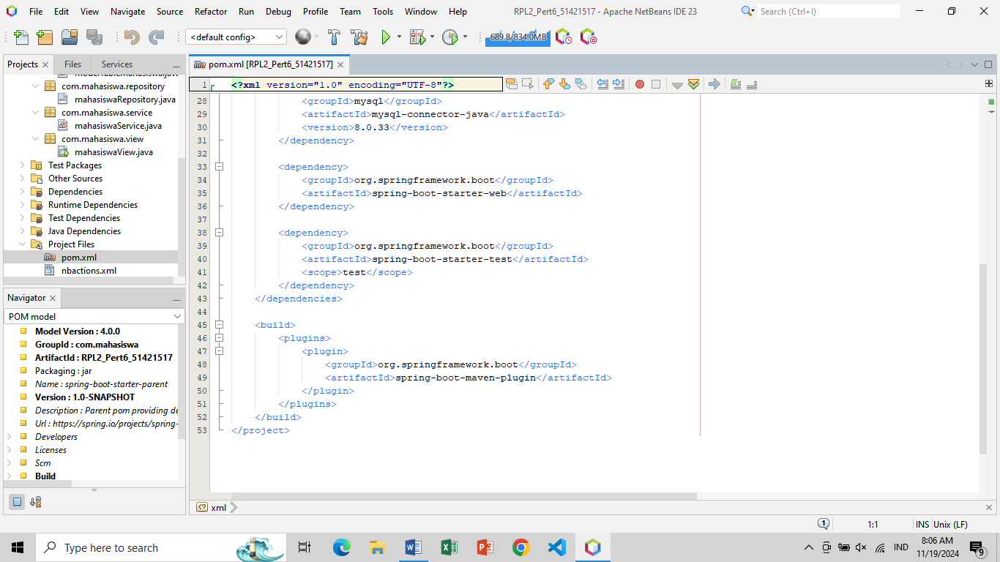 File Edit View Navigate Source Refactor Run Debug Profile Team Tools Window Help
RPL2_Pert6_51421517 - Apache NetBeans IDE 23
Search (Ctrl+I)
<default config>
689.8/834.0MB
Projects Files Services
com.mahasiswa.repository
mahasiswaRepository.java
com.mahasiswa.service
mahasiswaService.java
com.mahasiswa.view
mahasiswaView.java
Test Packages
Other Sources
Dependencies
Runtime Dependencies
Test Dependencies
Java Dependencies
Project Files
pom.xml
nbactions.xml
Navigator
POM model
Model Version : 4.0.0
GroupId : com.mahasiswa
ArtifactId : RPL2_Pert6_51421517
Packaging : jar
Name : spring-boot-starter-parent
Version : 1.0-SNAPSHOT
Description : Parent pom providing de
Url : https://spring.io/projects/spring-
Developers
Licenses
Scm
Build
pom.xml [RPL2_Pert6_51421517]
1 <?xml version="1.0" encoding="UTF-8"?>
28 <groupId>mysql</groupId>
29 <artifactId>mysql-connector-java</artifactId>
30 <version>8.0.33</version>
31 </dependency>
32
33 <dependency>
34 <groupId>org.springframework.boot</groupId>
35 <artifactId>spring-boot-starter-web</artifactId>
36 </dependency>
37
38 <dependency>
39 <groupId>org.springframework.boot</groupId>
40 <artifactId>spring-boot-starter-test</artifactId>
41 <scope>test</scope>
42 </dependency>
43 </dependencies>
44
45 <build>
46 <plugins>
47 <plugin>
48 <groupId>org.springframework.boot</groupId>
49 <artifactId>spring-boot-maven-plugin</artifactId>
50 </plugin>
51 </plugins>
52 </build>
53 </project>
xml
1
1:1
INS Unix (LF)
Type here to search
IND
8:06 AM
11/19/2024
9